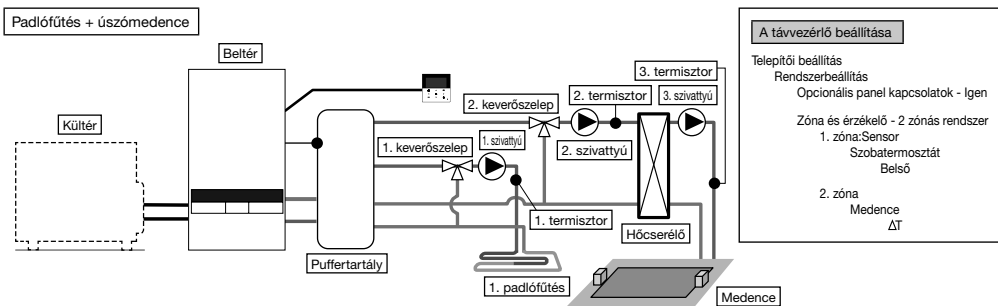 Padlófűtés + úszómedence
Beltér
Kültér
Puffertartály
1. keverőszelep
1. szivattyú
2. keverőszelep
2. termisztor
2. szivattyú
3. termisztor
3. szivattyú
1. termisztor
Hőcserélő
1. padlófűtés
Medence
A távvezérlő beállítása
Telepítői beállítás
Rendszerbeállítás
Opcionális panel kapcsolatok - Igen
Zóna és érzékelő - 2 zónás rendszer
1. zóna:Sensor
Szobatermosztát
Belső
2. zóna
Medence
ΔT